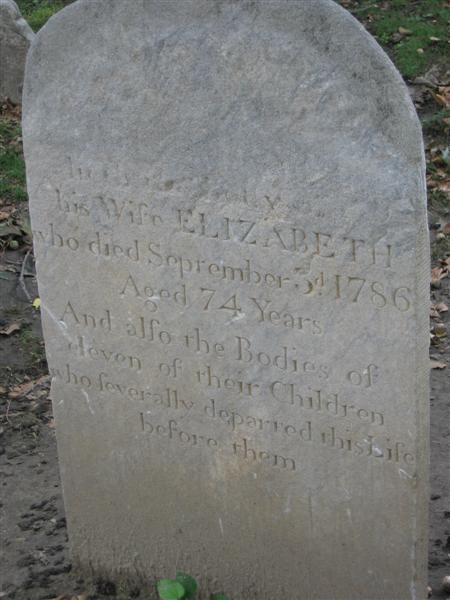 his Wife ELIZABETH
who died September 3d. 1786
Aged 74 Years
And alſo the Bodies of
eleven of their Children
who ſeverally departed this Life
before them